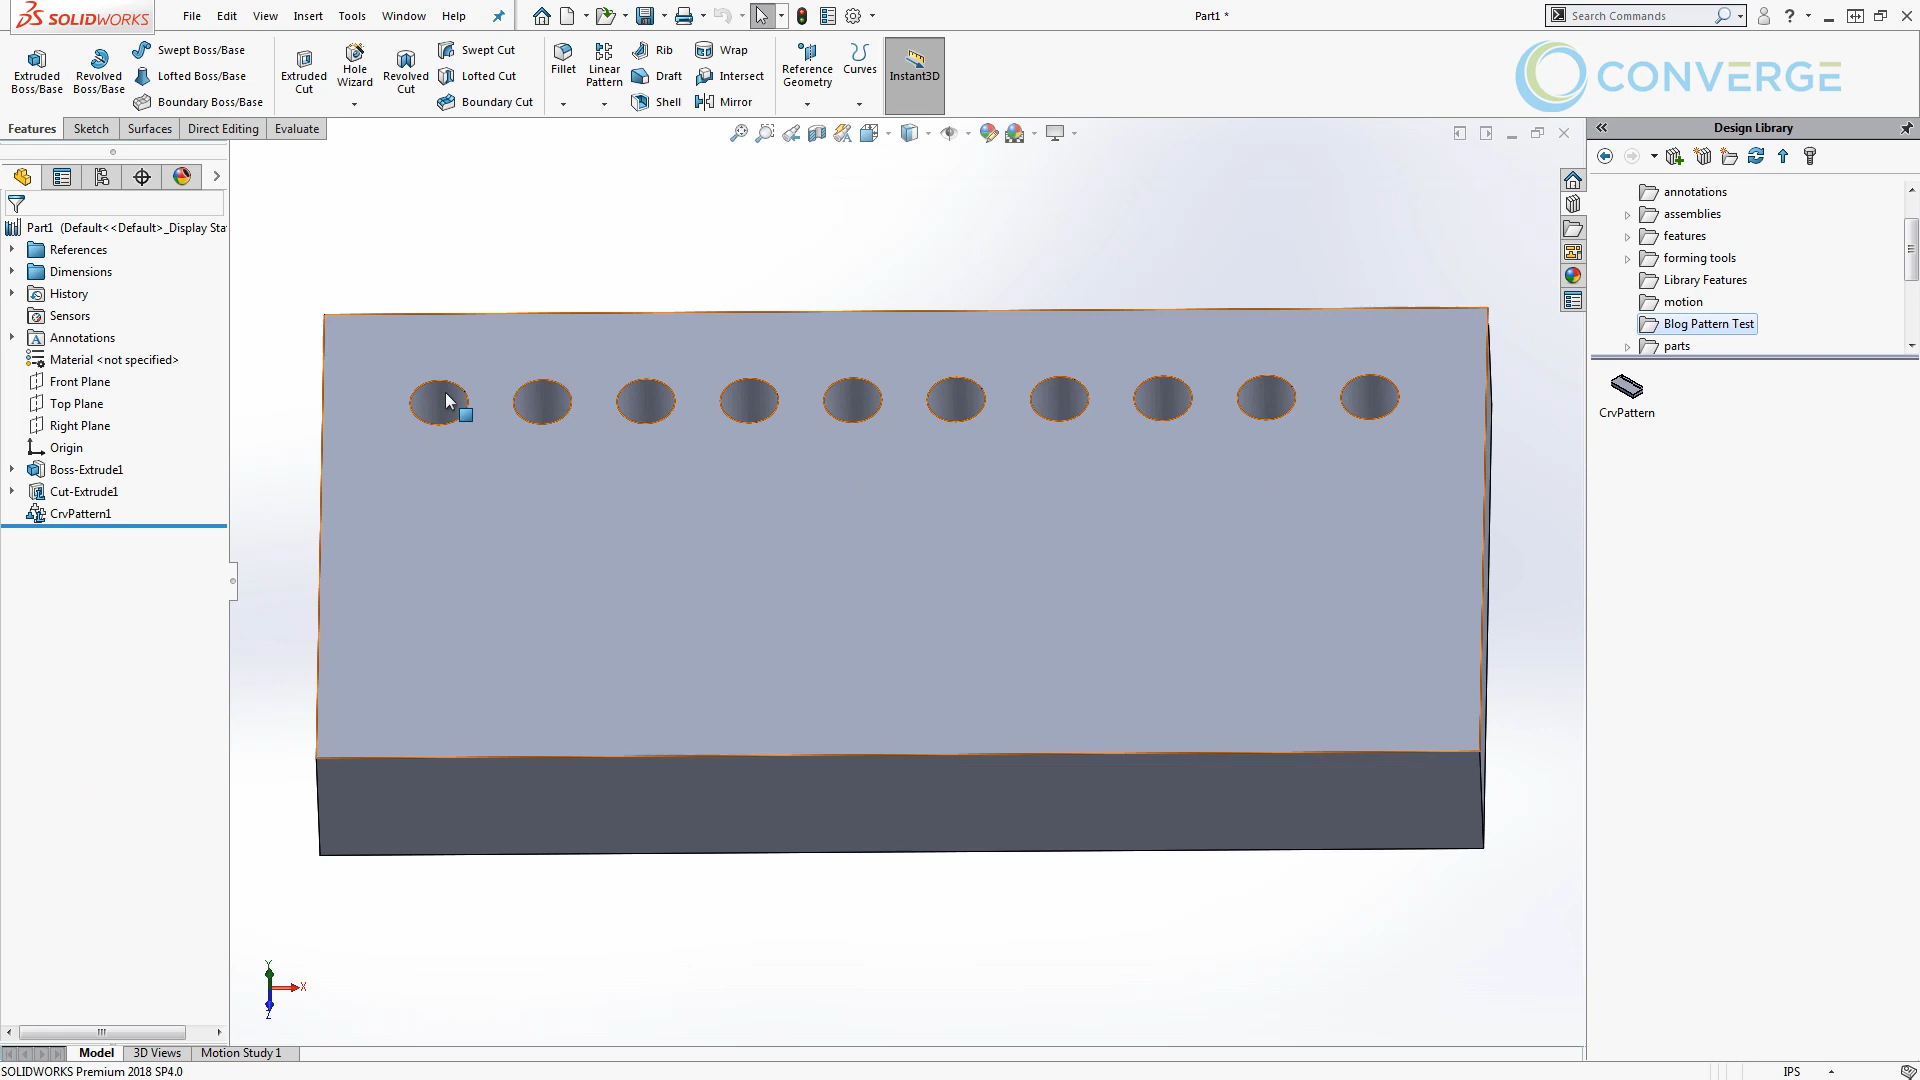 SOLIDWORKS
File Edit View Insert Tools Window Help
Part1 *
Search Commands
Extruded Boss/Base
Revolved Boss/Base
Swept Boss/Base
Lofted Boss/Base
Boundary Boss/Base
Extruded Cut
Hole Wizard
Revolved Cut
Swept Cut
Lofted Cut
Boundary Cut
Fillet
Linear Pattern
Rib
Draft
Shell
Wrap
Intersect
Mirror
Reference Geometry
Curves
Instant3D
CONVERGE
Features Sketch Surfaces Direct Editing Evaluate
Part1 (Default<<Default>_Display Sta
References
Dimensions
History
Sensors
Annotations
Material <not specified>
Front Plane
Top Plane
Right Plane
Origin
Boss-Extrude1
Cut-Extrude1
CrvPattern1
Y
X
Z
Design Library
annotations
assemblies
features
forming tools
Library Features
motion
Blog Pattern Test
parts
CrvPattern
Model 3D Views Motion Study 1
SOLIDWORKS Premium 2018 SP4.0
IPS